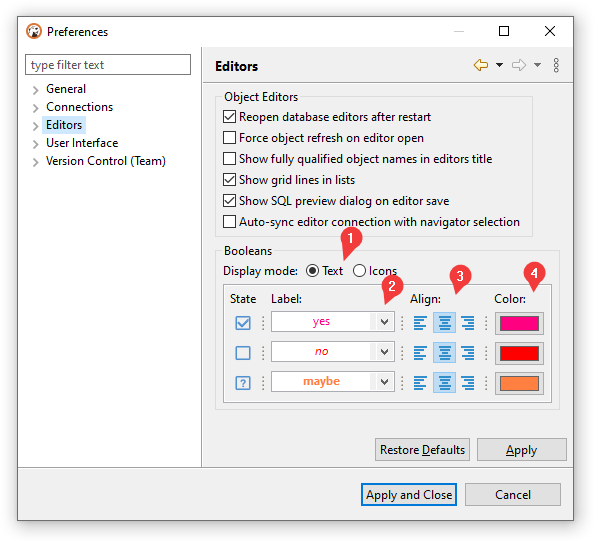 Preferences
type filter text
General
Connections
Editors
User Interface
Version Control (Team)
Editors
Object Editors
Reopen database editors after restart
Force object refresh on editor open
Show fully qualified object names in editors title
Show grid lines in lists
Show SQL preview dialog on editor save
Auto-sync editor connection with navigator selection
1
Booleans
Display mode: Text Icons
2 3 4
State Label: Align: Color:
yes
no
? maybe
Restore Defaults Apply
Apply and Close Cancel